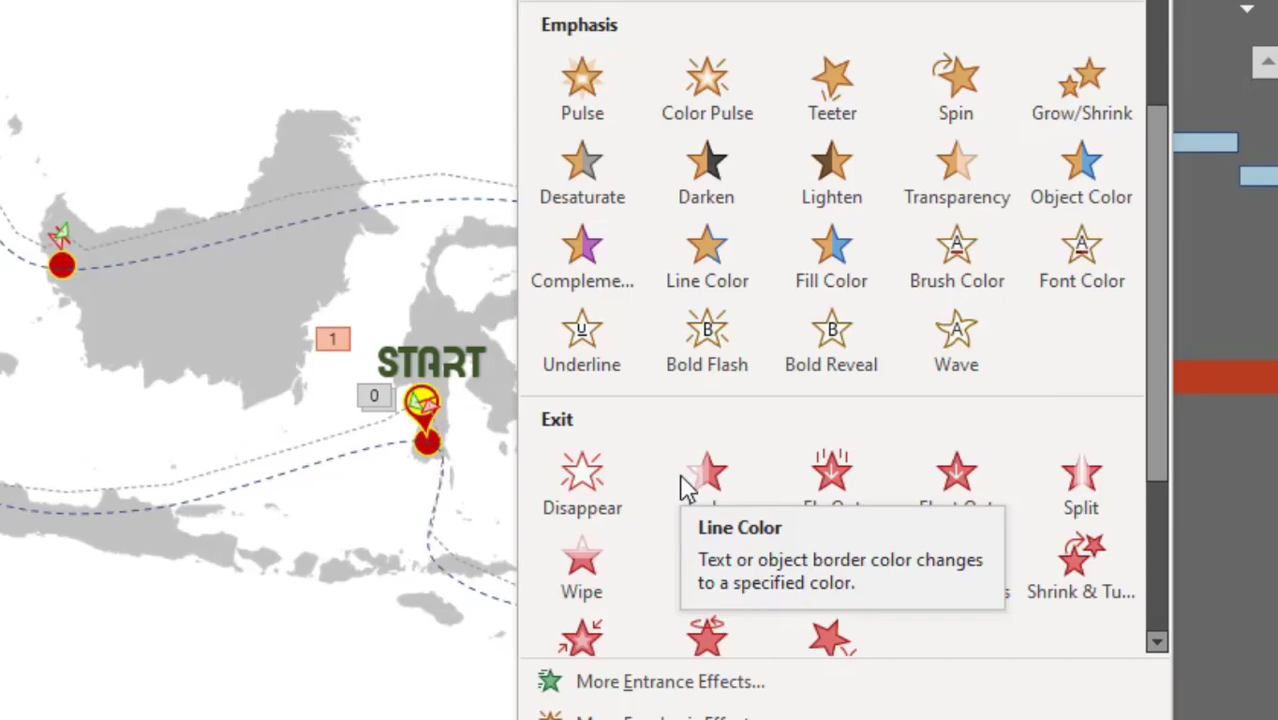 Emphasis
Pulse
Color Pulse
Teeter
Spin
Grow/Shrink
Desaturate
Darken
Lighten
Transparency
Object Color
Compleme...
Line Color
Fill Color
Brush Color
Font Color
Underline
Bold Flash
Bold Reveal
Wave
1
START
0
Exit
Disappear
Split
Line Color
Text or object border color changes
to a specified color.
Wipe
Shrink & Tu...
More Entrance Effects...